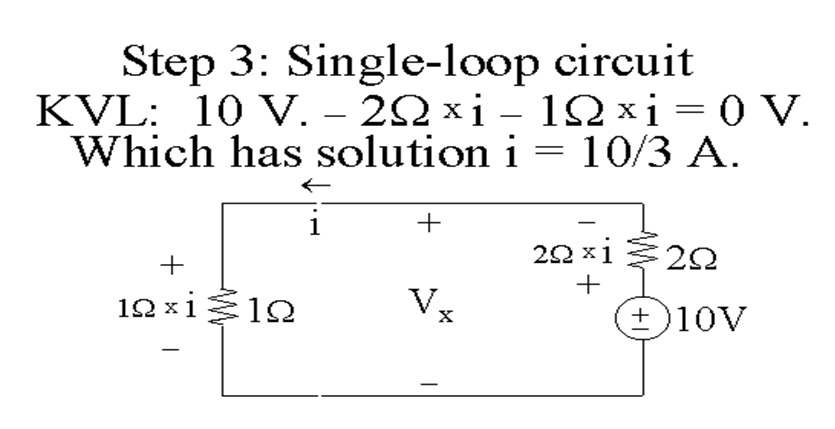 Step 3: Single-loop circuit
KVL: 10 V. – 2Ω x i – 1Ω x i = 0 V.
Which has solution i = 10/3 A.
←
i
+
–
+
2Ω x i
2Ω
+
1Ω x i
1Ω
Vx
±
10V
–
–